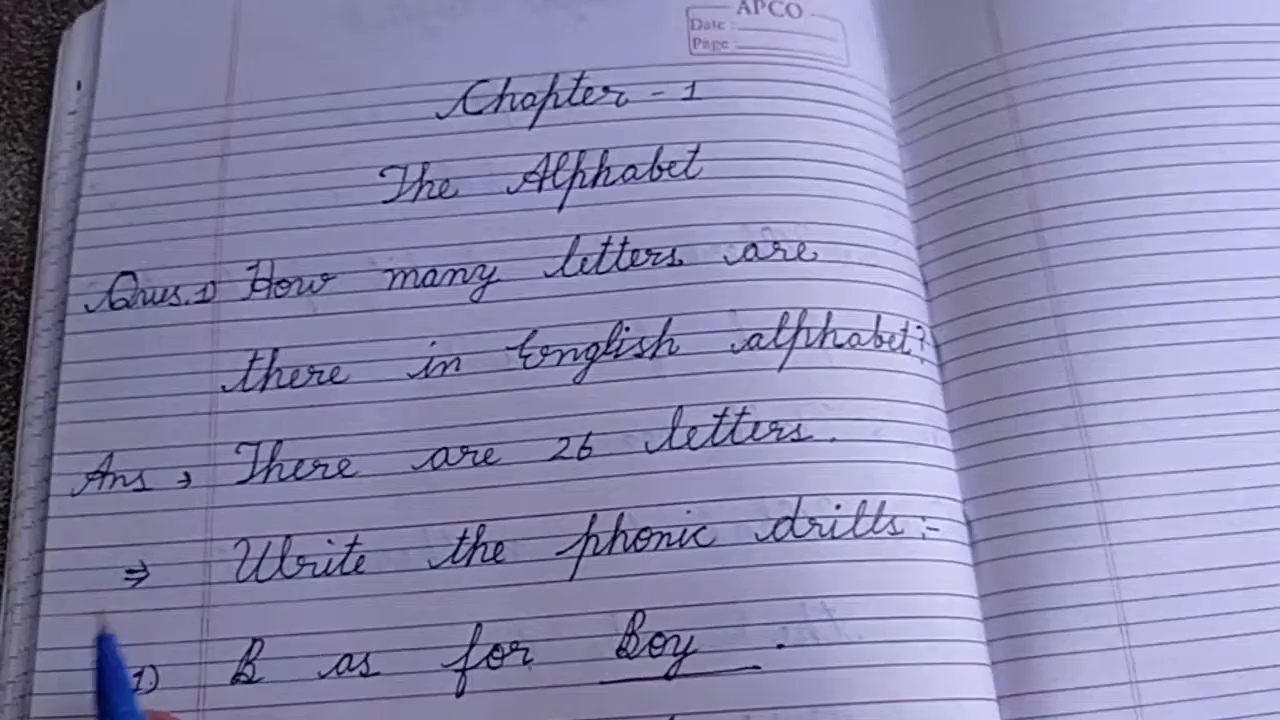 APCO
Date :
Page :
Chapter - 1
The Alphabet
Qus.1) How many letters are
there in English alphabet?
Ans → There are 26 letters.
⇒ Write the phonic drills :-
1) B as for Boy .